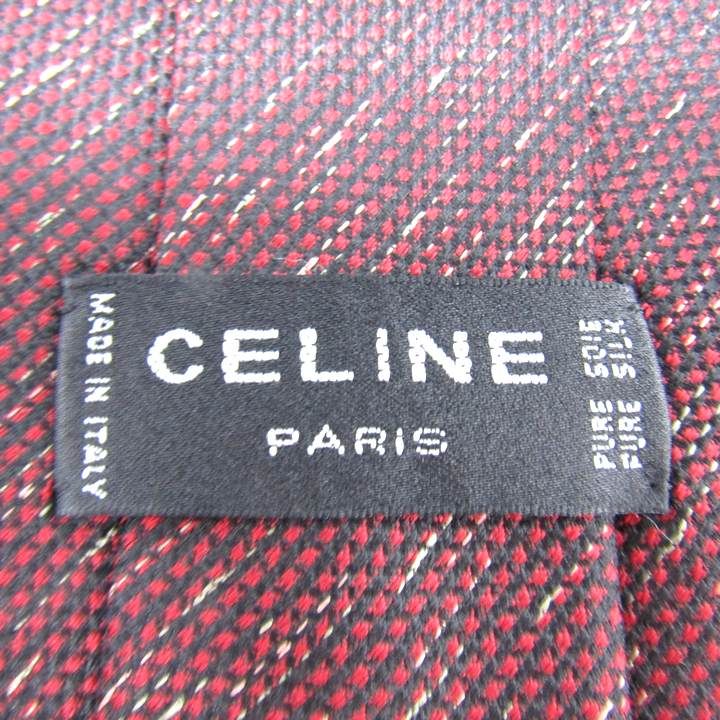 MADE IN ITALY
CELINE
PARIS
PURE SOIE
PURE SILK